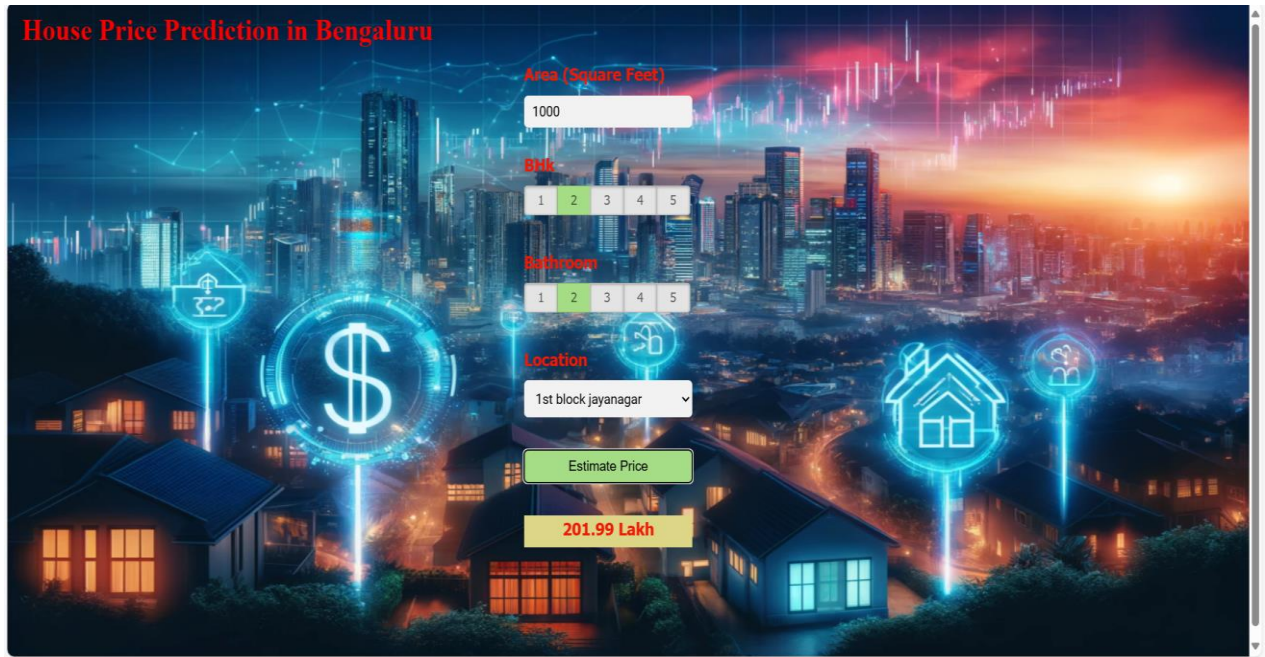 House Price Prediction in Bengaluru
Area (Square Feet)
1000
BHk
1 2 3 4 5
Bathroom
1 2 3 4 5
Location
1st block jayanagar
Estimate Price
201.99 Lakh